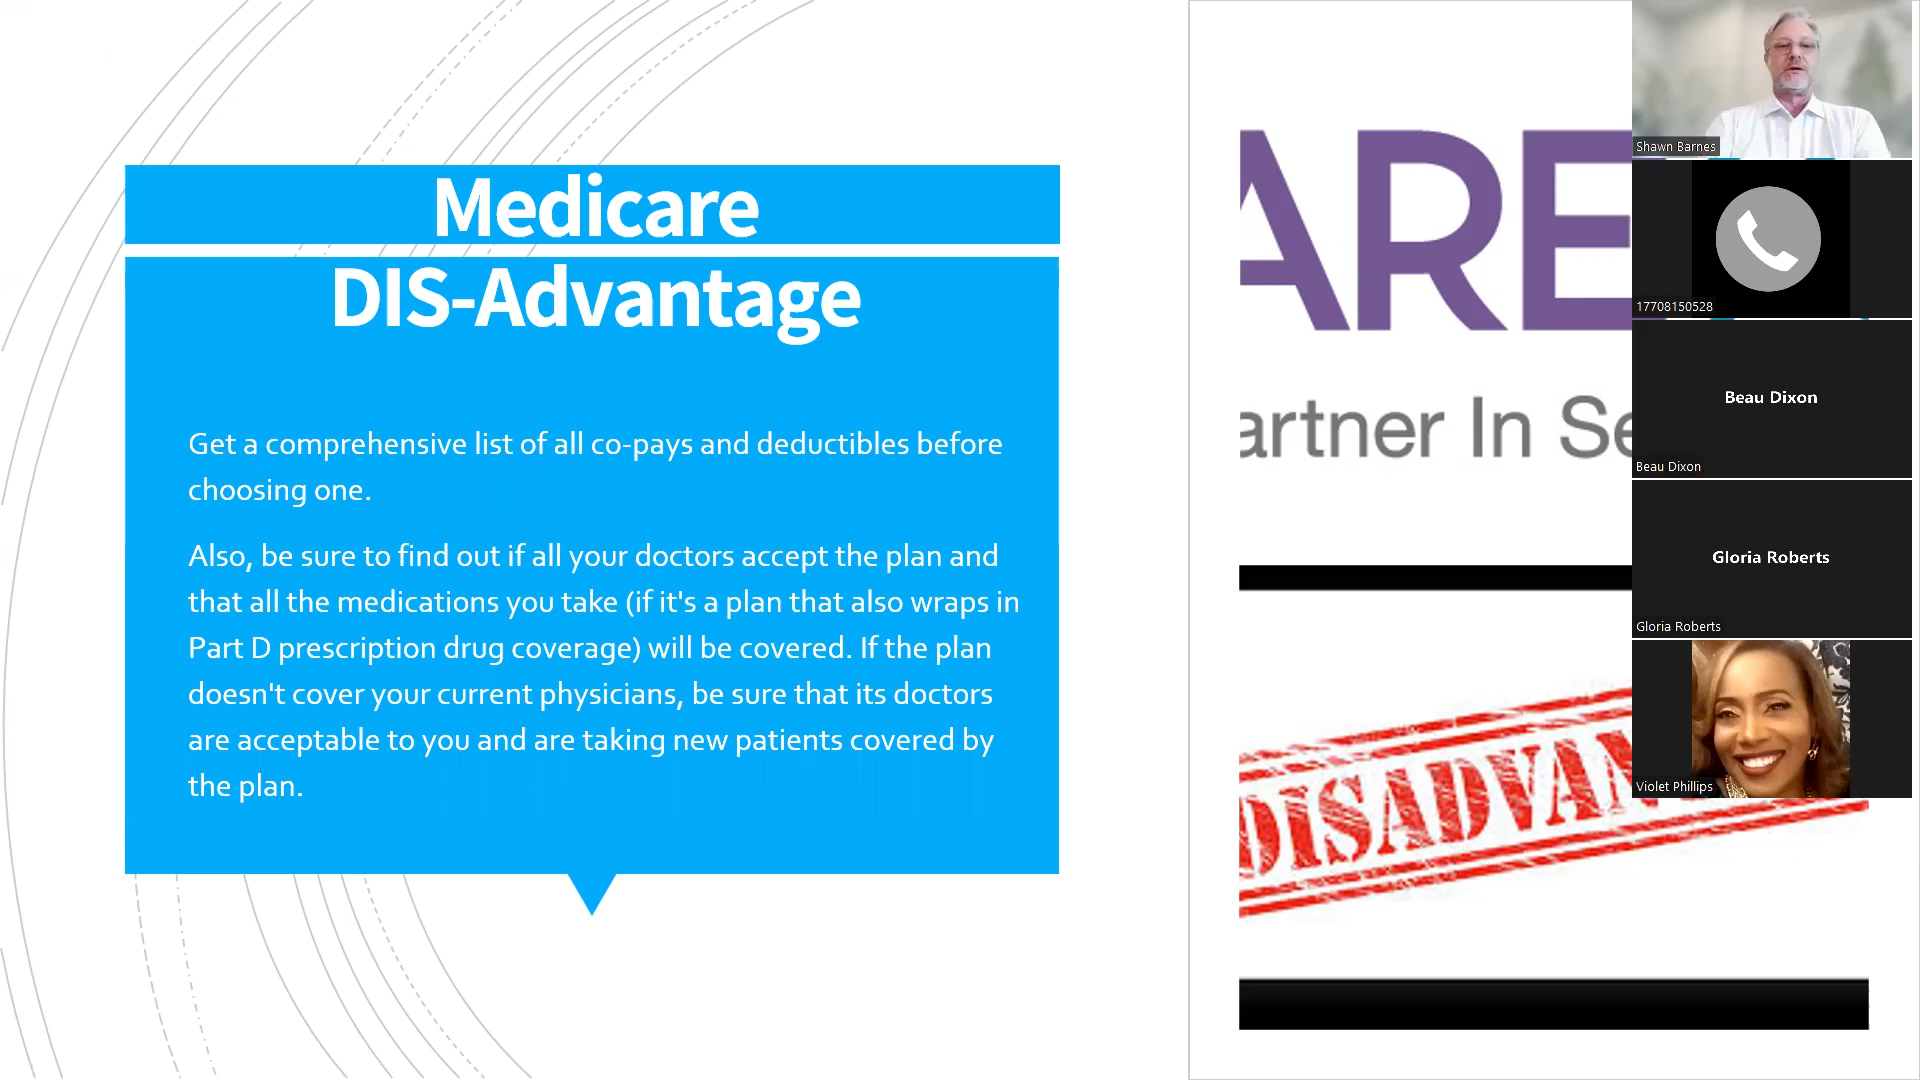 Medicare
DIS-Advantage
Get a comprehensive list of all co-pays and deductibles before
choosing one.
Also, be sure to find out if all your doctors accept the plan and
that all the medications you take (if it's a plan that also wraps in
Part D prescription drug coverage) will be covered. If the plan
doesn't cover your current physicians, be sure that its doctors
are acceptable to you and are taking new patients covered by
the plan.
ARE
artner In Se
DISADVAN
Shawn Barnes
17708150528
Beau Dixon
Beau Dixon
Gloria Roberts
Gloria Roberts
Violet Phillips